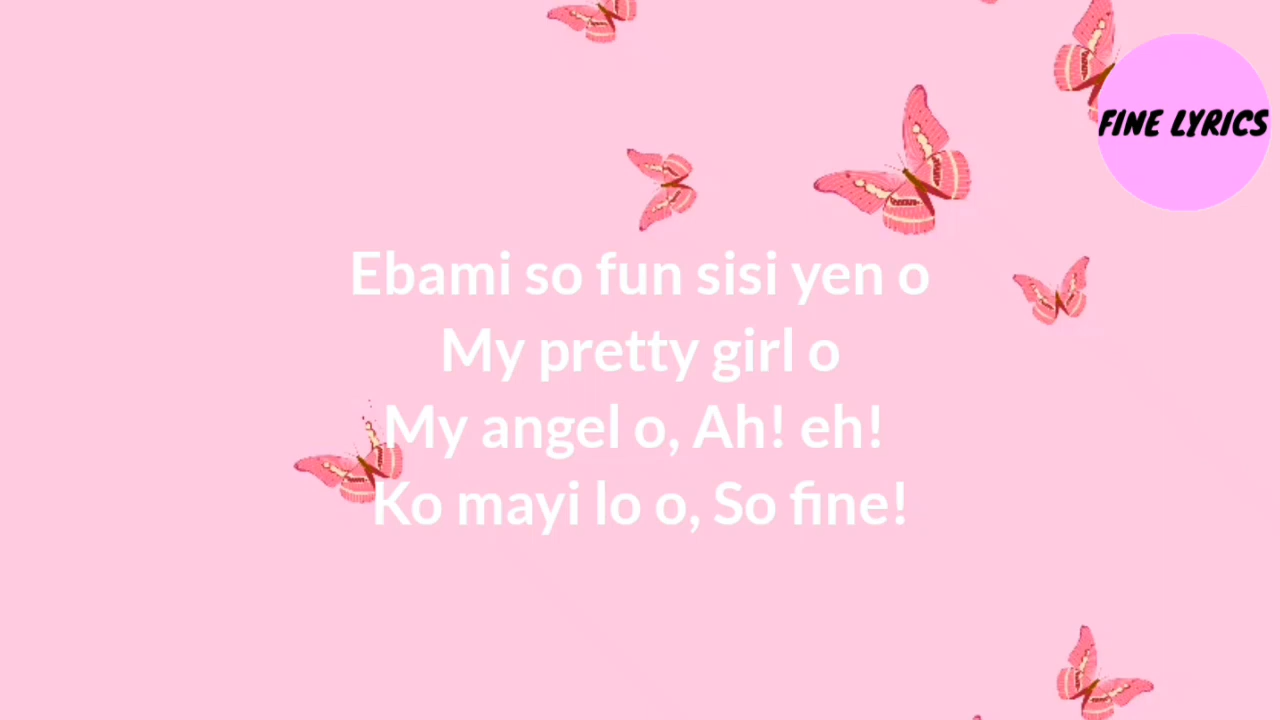 FINE LYRICS
Ebami so fun sisi yen o
My pretty girl o
My angel o, Ah! eh!
Ko mayi lo o, So fine!